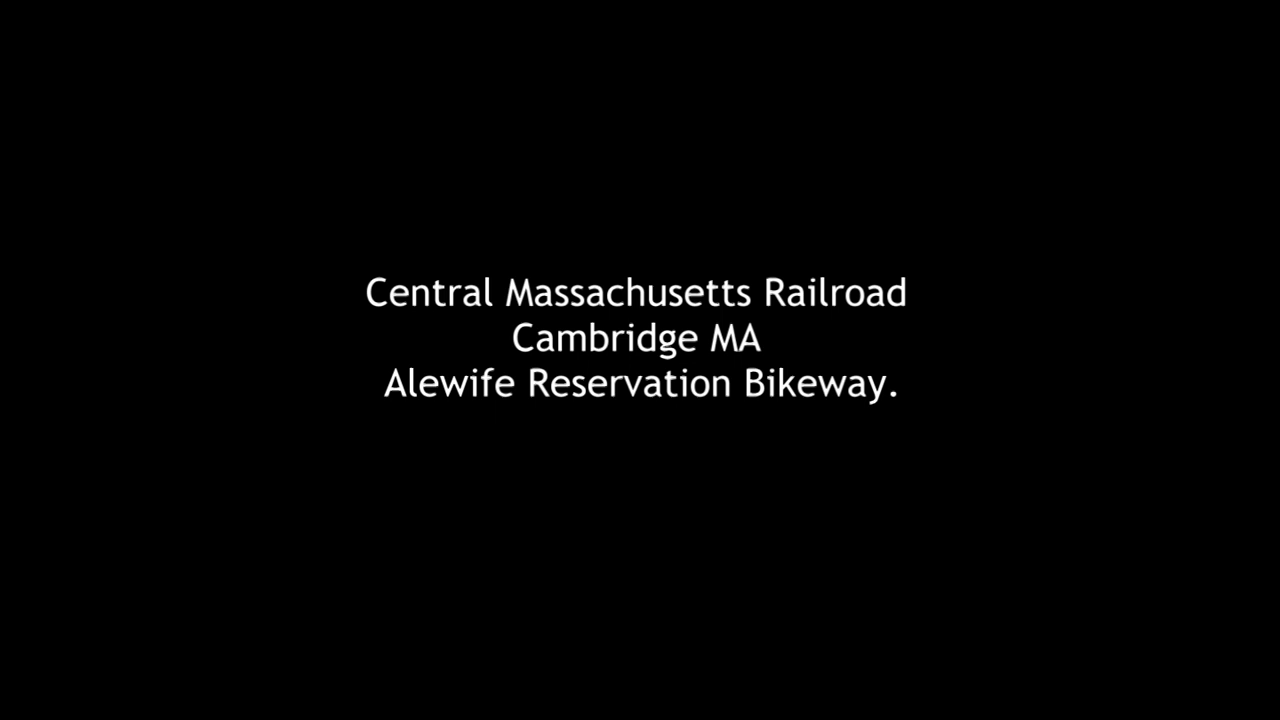 Central Massachusetts Railroad
Cambridge MA
Alewife Reservation Bikeway.